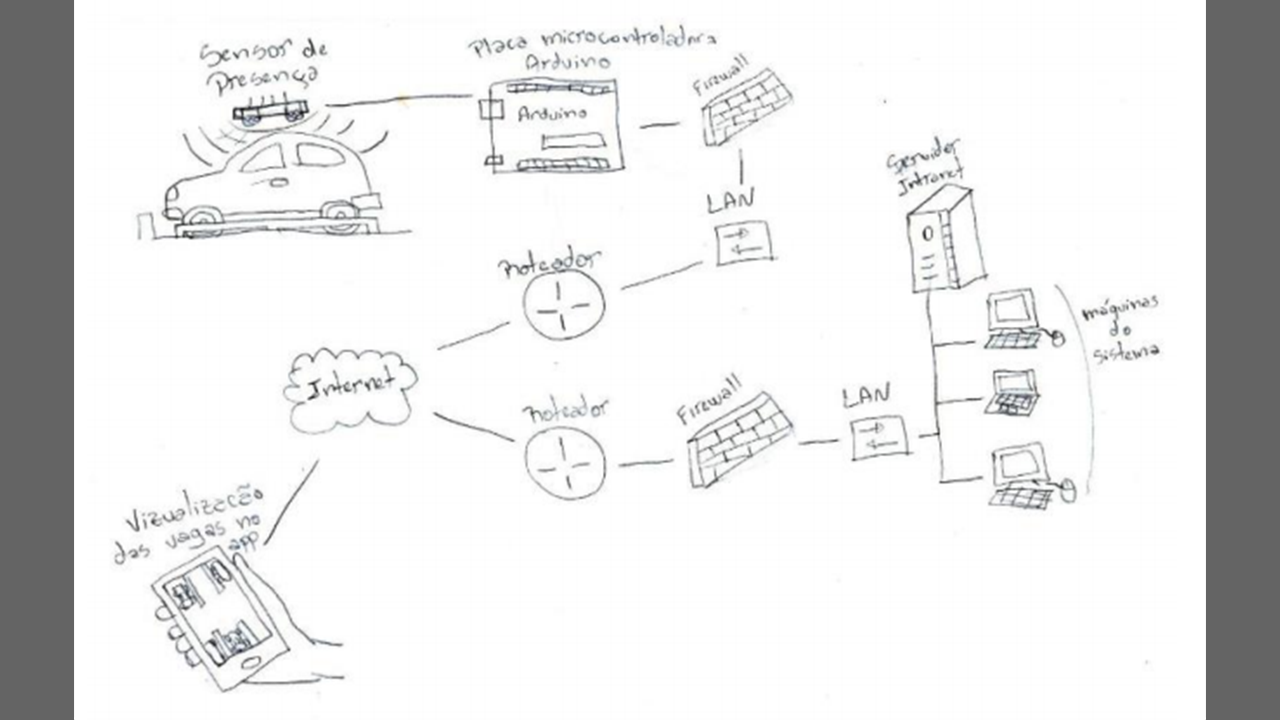 Sensor de
Presença
Placa microcontroladora
Arduino
Arduino
Firewall
LAN
Roteador
Internet
Roteador
Firewall
LAN
Servidor
Intranet
máquinas
do
sistema
Vizualização
das vagas no
app